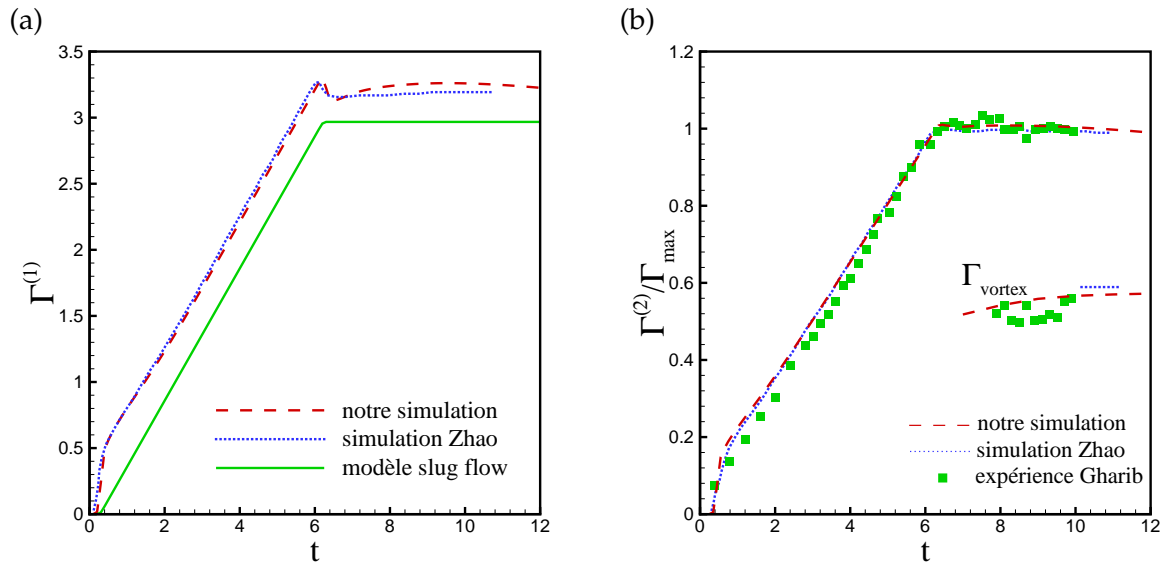 (a)
3.5
3
2.5
2
1.5
1
0.5
0
0
2
4
6
8
10
12
Γ(1)
t
notre simulation
simulation Zhao
modèle slug flow
(b)
1.2
1
0.8
0.6
0.4
0.2
0
0
2
4
6
8
10
12
Γ(2)/Γmax
t
Γvortex
notre simulation
simulation Zhao
expérience Gharib